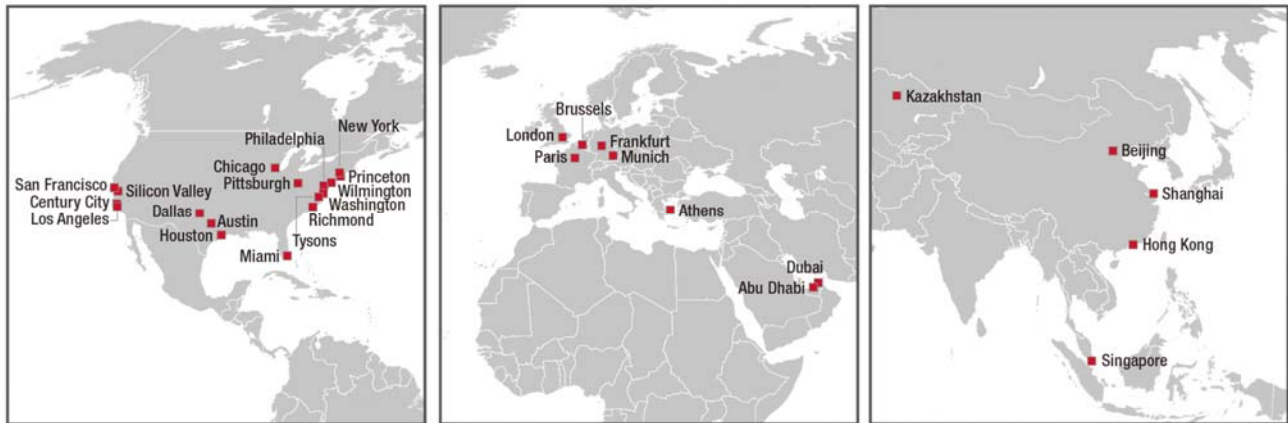 New York
Philadelphia
Chicago
Pittsburgh
Princeton
Wilmington
Washington
Richmond
San Francisco
Silicon Valley
Century City
Los Angeles
Dallas
Austin
Houston
Tysons
Miami
Brussels
London
Frankfurt
Paris
Munich
Athens
Dubai
Abu Dhabi
Kazakhstan
Beijing
Shanghai
Hong Kong
Singapore